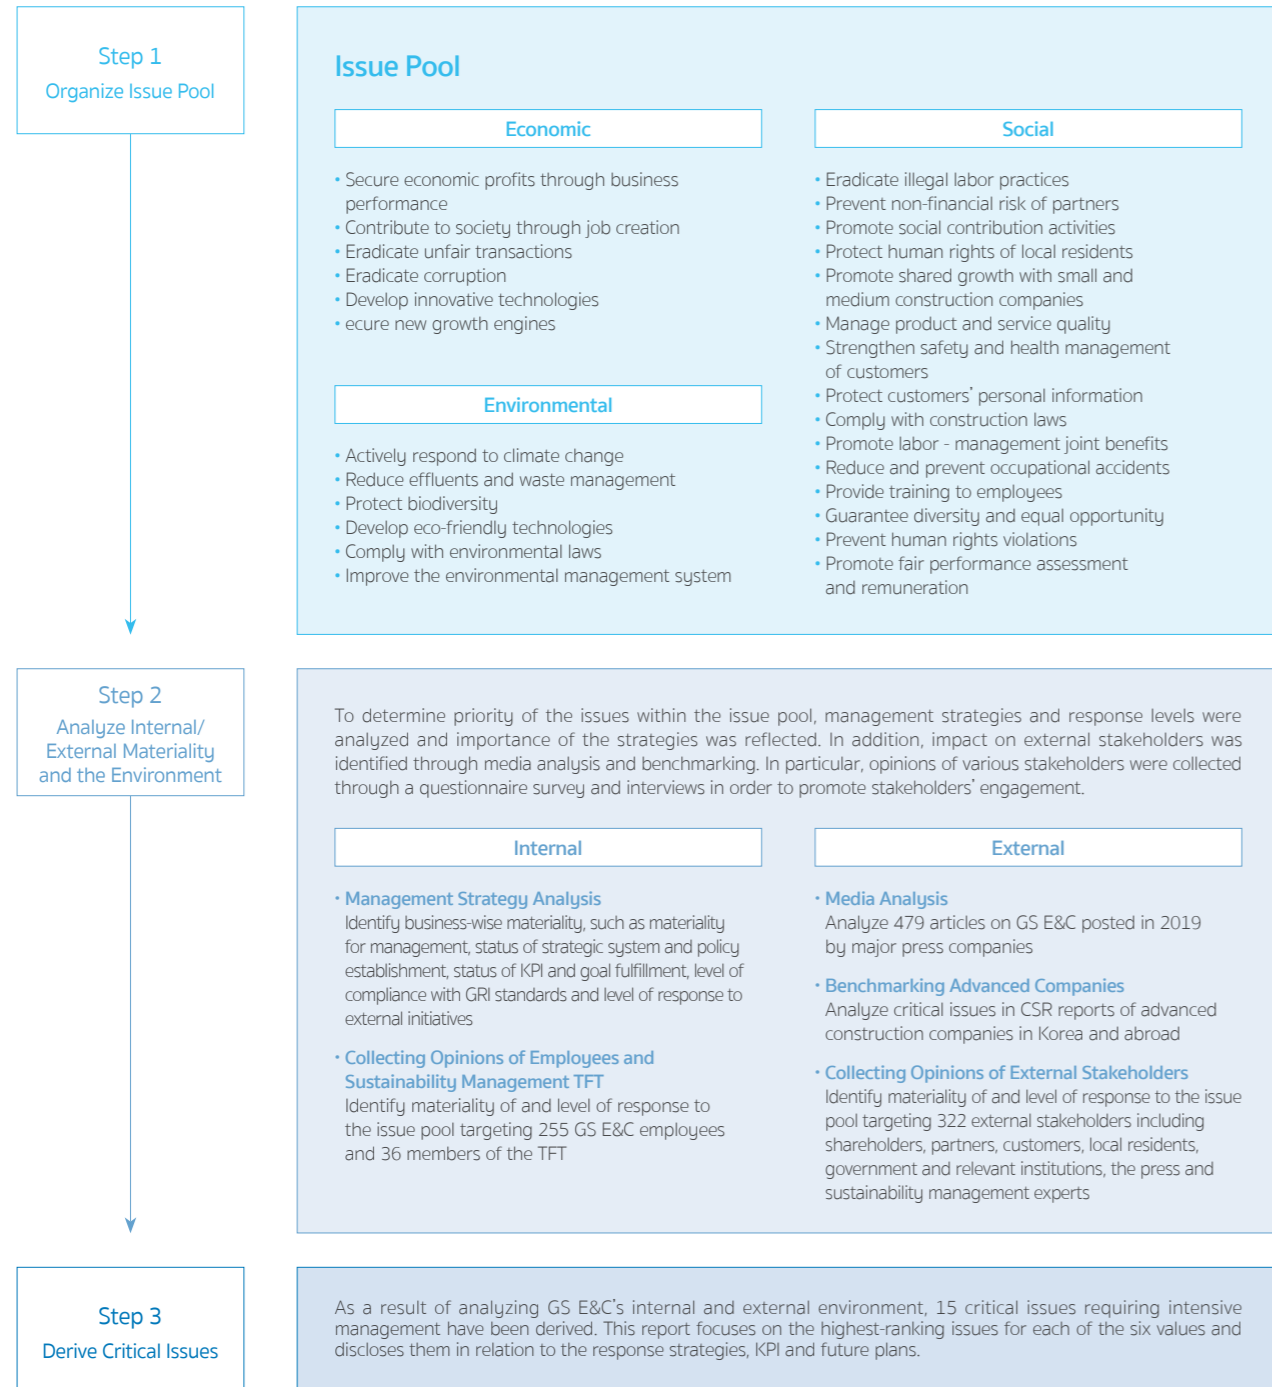 Step 1
Organize Issue Pool
Issue Pool
Economic
• Secure economic profits through business
performance
• Contribute to society through job creation
• Eradicate unfair transactions
• Eradicate corruption
• Develop innovative technologies
• ecure new growth engines
Environmental
• Actively respond to climate change
• Reduce effluents and waste management
• Protect biodiversity
• Develop eco-friendly technologies
• Comply with environmental laws
• Improve the environmental management system
Social
• Eradicate illegal labor practices
• Prevent non-financial risk of partners
• Promote social contribution activities
• Protect human rights of local residents
• Promote shared growth with small and
medium construction companies
• Manage product and service quality
• Strengthen safety and health management
of customers
• Protect customers' personal information
• Comply with construction laws
• Promote labor - management joint benefits
• Reduce and prevent occupational accidents
• Provide training to employees
• Guarantee diversity and equal opportunity
• Prevent human rights violations
• Promote fair performance assessment
and remuneration
Step 2
Analyze Internal/
External Materiality
and the Environment
To determine priority of the issues within the issue pool, management strategies and response levels were
analyzed and importance of the strategies was reflected. In addition, impact on external stakeholders was
identified through media analysis and benchmarking. In particular, opinions of various stakeholders were collected
through a questionnaire survey and interviews in order to promote stakeholders' engagement.
Internal
• Management Strategy Analysis
Identify business-wise materiality, such as materiality
for management, status of strategic system and policy
establishment, status of KPI and goal fulfillment, level of
compliance with GRI standards and level of response to
external initiatives
• Collecting Opinions of Employees and
Sustainability Management TFT
Identify materiality of and level of response to
the issue pool targeting 255 GS E&C employees
and 36 members of the TFT
External
• Media Analysis
Analyze 479 articles on GS E&C posted in 2019
by major press companies
• Benchmarking Advanced Companies
Analyze critical issues in CSR reports of advanced
construction companies in Korea and abroad
• Collecting Opinions of External Stakeholders
Identify materiality of and level of response to the issue
pool targeting 322 external stakeholders including
shareholders, partners, customers, local residents,
government and relevant institutions, the press and
sustainability management experts
Step 3
Derive Critical Issues
As a result of analyzing GS E&C's internal and external environment, 15 critical issues requiring intensive
management have been derived. This report focuses on the highest-ranking issues for each of the six values and
discloses them in relation to the response strategies, KPI and future plans.